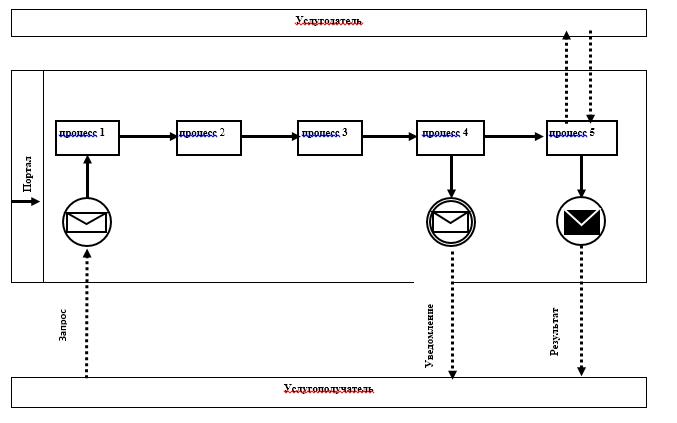 Услугодатель
процесс 1
процесс 2
процесс 3
процесс 4
процесс 5
Портал
Запрос
Уведомление
Результат
Услугополучатель